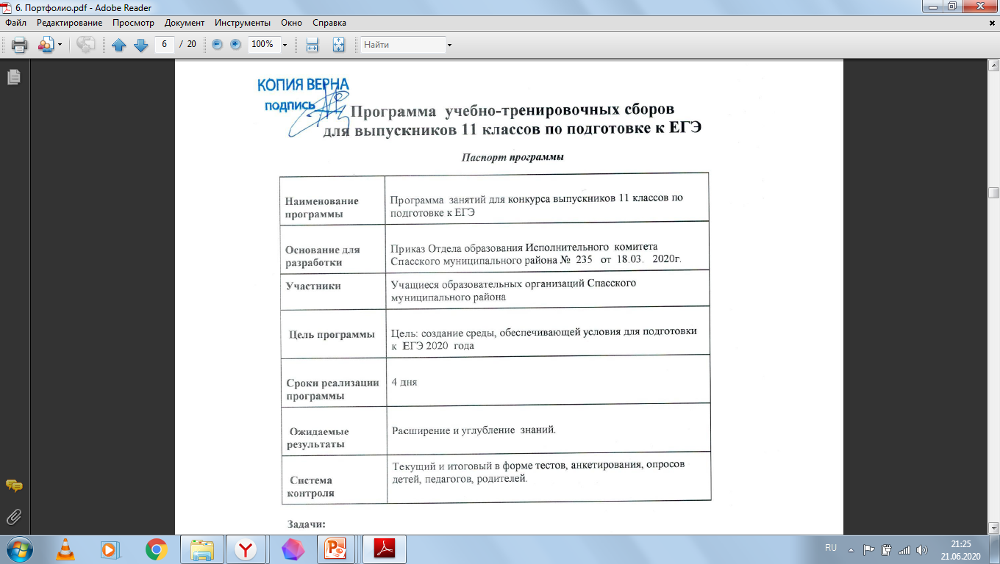 6. Портфолио.pdf - Adobe Reader
Файл Редактирование Просмотр Документ Инструменты Окно Справка
6 / 20 100% Найти
КОПИЯ ВЕРНА
ПОДПИСЬ
Программа учебно-тренировочных сборов
для выпускников 11 классов по подготовке к ЕГЭ
Паспорт программы
Наименование
программы
Программа занятий для конкурса выпускников 11 классов по
подготовке к ЕГЭ
Основание для
разработки
Приказ Отдела образования Исполнительного комитета
Спасского муниципального района № 235 от 18.03. 2020г.
Участники
Учащиеся образовательных организаций Спасского
муниципального района
Цель программы
Цель: создание среды, обеспечивающей условия для подготовки
к ЕГЭ 2020 года
Сроки реализации
программы
4 дня
Ожидаемые
результаты
Расширение и углубление знаний.
Система
контроля
Текущий и итоговый в форме тестов, анкетирования, опросов
детей, педагогов, родителей.
Задачи:
RU
21:25
21.06.2020